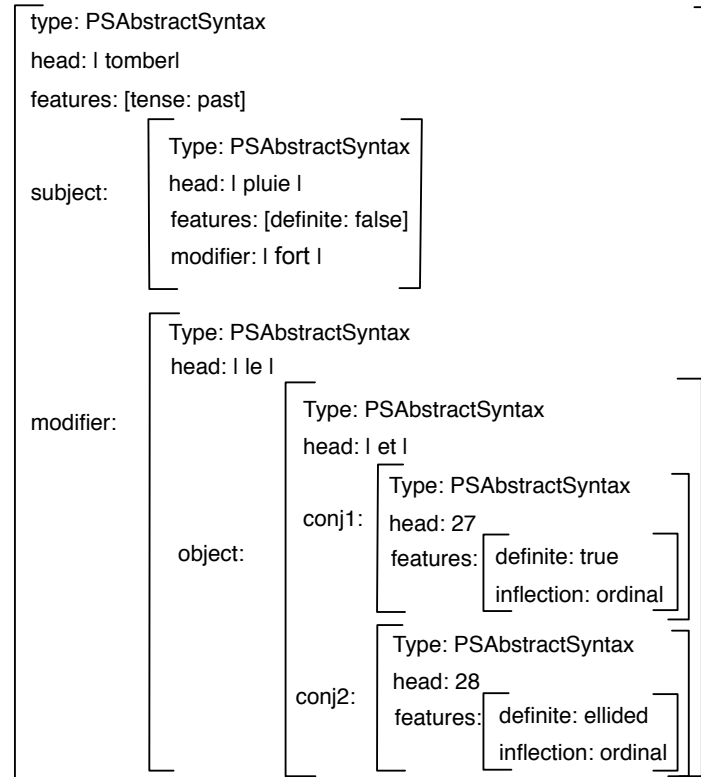 type: PSAbstractSyntax
head: | tomber|
features: [tense: past]
subject:
Type: PSAbstractSyntax
head: | pluie |
features: [definite: false]
modifier: | fort |
modifier:
Type: PSAbstractSyntax
head: | le |
object:
Type: PSAbstractSyntax
head: | et |
conj1:
Type: PSAbstractSyntax
head: 27
features:
definite: true
inflection: ordinal
conj2:
Type: PSAbstractSyntax
head: 28
features:
definite: ellided
inflection: ordinal